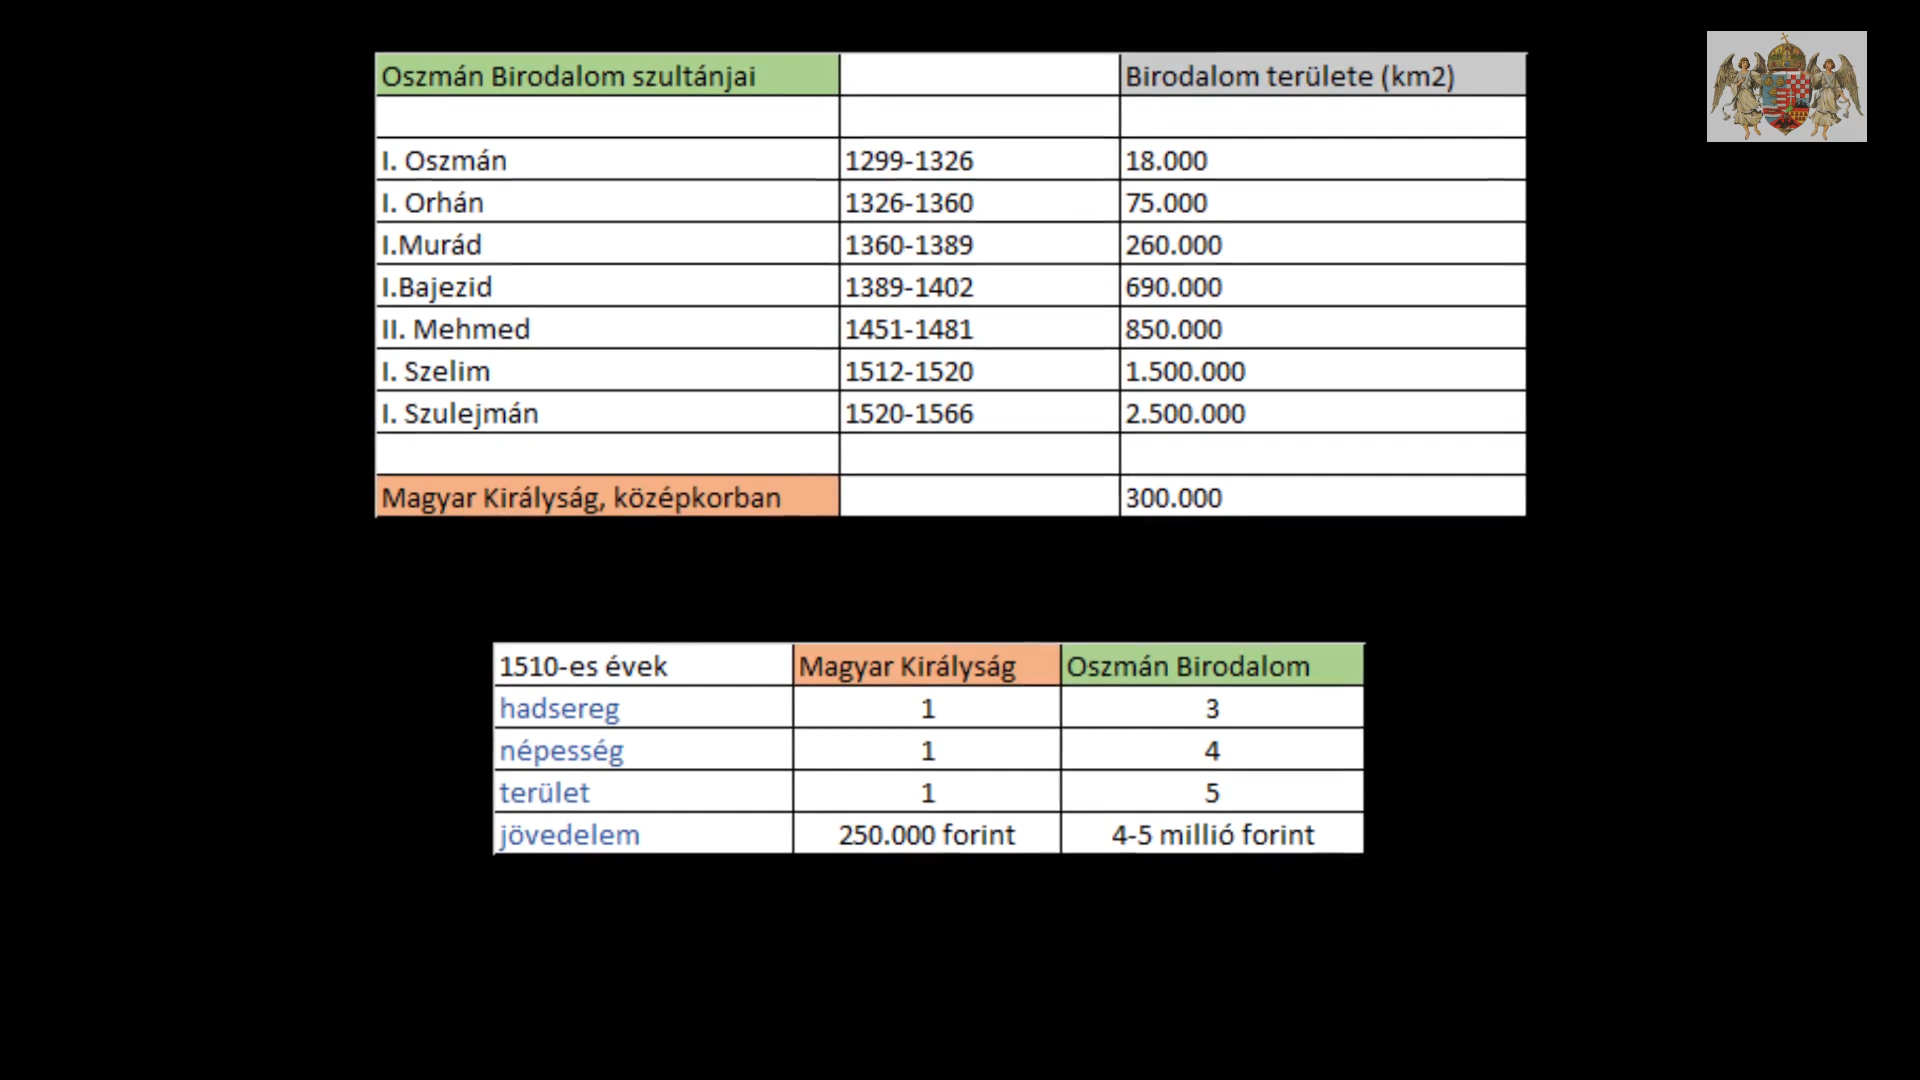 Oszmán Birodalom szultánjai Birodalom területe (km2)
I. Oszmán 1299-1326 18.000
I. Orhán 1326-1360 75.000
I.Murád 1360-1389 260.000
I.Bajezid 1389-1402 690.000
II. Mehmed 1451-1481 850.000
I. Szelim 1512-1520 1.500.000
I. Szulejmán 1520-1566 2.500.000
Magyar Királyság, középkorban 300.000
1510-es évek Magyar Királyság Oszmán Birodalom
hadsereg 1 3
népesség 1 4
terület 1 5
jövedelem 250.000 forint 4-5 millió forint